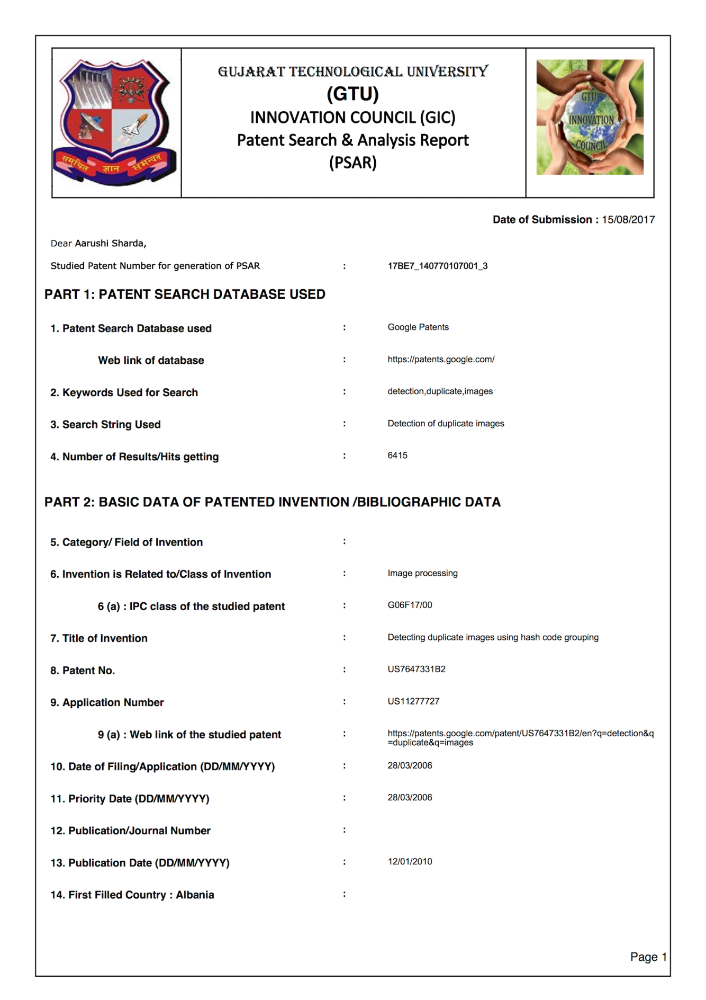 GUJARAT TECHNOLOGICAL UNIVERSITY
(GTU)
INNOVATION COUNCIL (GIC)
Patent Search & Analysis Report
(PSAR)
समुचित ज्ञान समन्वय
GTU
INNOVATION
COUNCIL
Date of Submission : 15/08/2017
Dear Aarushi Sharda,
Studied Patent Number for generation of PSAR : 17BE7_140770107001_3
PART 1: PATENT SEARCH DATABASE USED
1. Patent Search Database used : Google Patents
Web link of database : https://patents.google.com/
2. Keywords Used for Search : detection,duplicate,images
3. Search String Used : Detection of duplicate images
4. Number of Results/Hits getting : 6415
PART 2: BASIC DATA OF PATENTED INVENTION /BIBLIOGRAPHIC DATA
5. Category/ Field of Invention :
6. Invention is Related to/Class of Invention : Image processing
6 (a) : IPC class of the studied patent : G06F17/00
7. Title of Invention : Detecting duplicate images using hash code grouping
8. Patent No. : US7647331B2
9. Application Number : US11277727
9 (a) : Web link of the studied patent : https://patents.google.com/patent/US7647331B2/en?q=detection&q
=duplicate&q=images
10. Date of Filing/Application (DD/MM/YYYY) : 28/03/2006
11. Priority Date (DD/MM/YYYY) : 28/03/2006
12. Publication/Journal Number :
13. Publication Date (DD/MM/YYYY) : 12/01/2010
14. First Filled Country : Albania :
Page 1